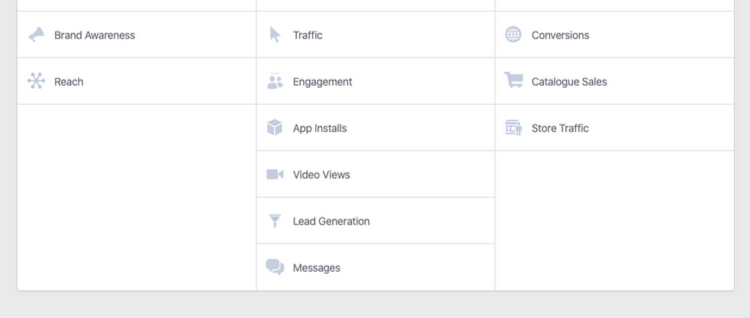 Brand Awareness
Traffic
Conversions
Reach
Engagement
Catalogue Sales
App Installs
Store Traffic
Video Views
Lead Generation
Messages